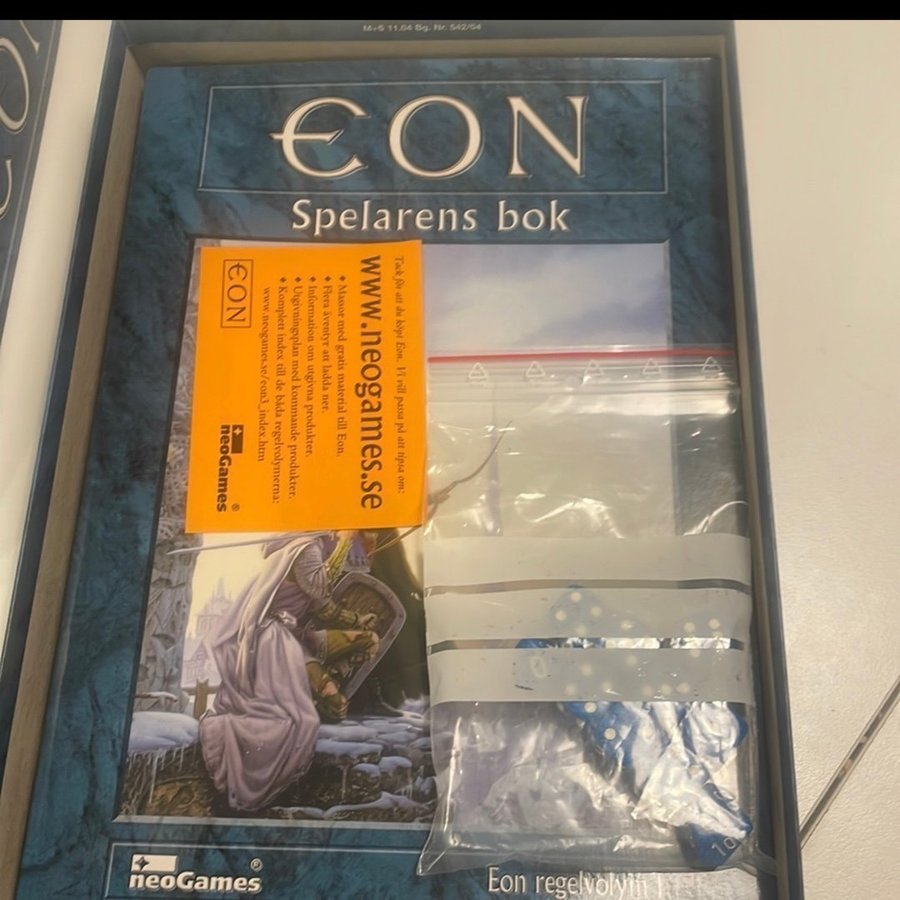 M+S 11.04 Bg. Nr. 542/54
EON
Spelarens bok
Tack för att du köpt Eon. Vi vill passa på att tipsa om:
www.neogames.se
♦ Massor med gratis material till Eon.
♦ Flera äventyr att ladda ner.
♦ Information om utgivna produkter.
♦ Utgivningsplan med kommande produkter.
♦ Komplett index till de båda regelvolymerna:
www.neogames.se/eon3_index.htm
EON
neoGames®
neoGames®
Eon regelvolym I
10